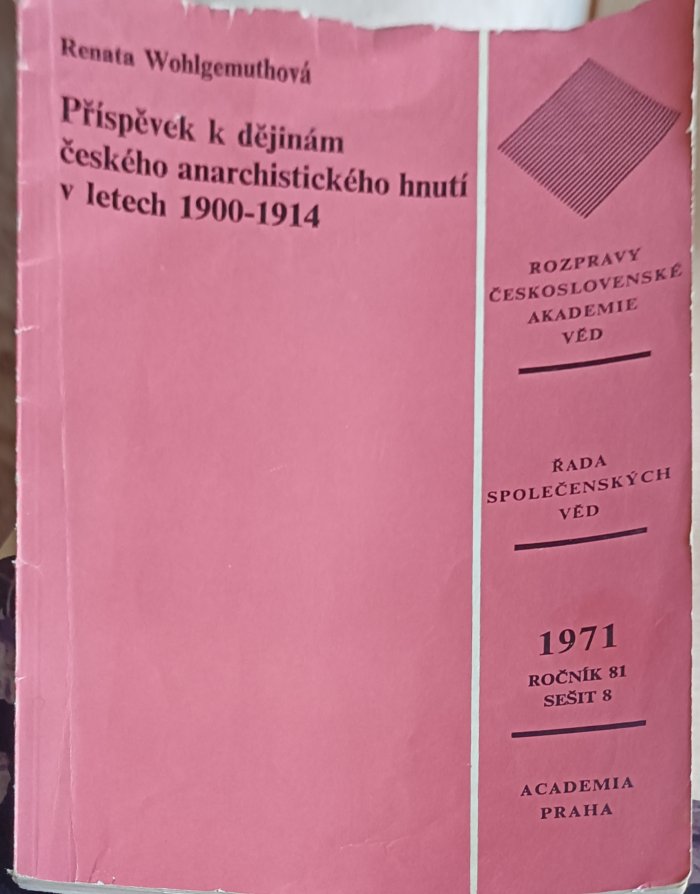 Renata Wohlgemuthová
Příspěvek k dějinám
českého anarchistického hnutí
v letech 1900-1914
ROZPRAVY
ČESKOSLOVENSKÉ
AKADEMIE
VĚD
ŘADA
SPOLEČENSKÝCH
VĚD
1971
ROČNÍK 81
SEŠIT 8
ACADEMIA
PRAHA